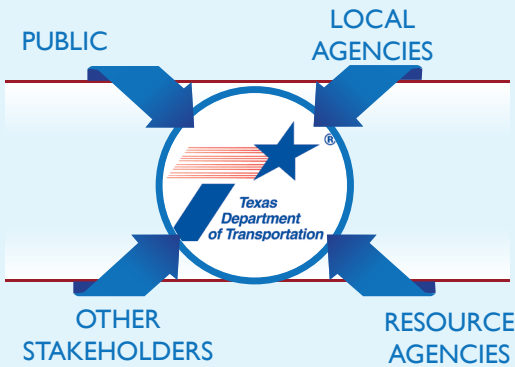 PUBLIC
LOCAL
AGENCIES
®
Texas
Department
of Transportation
OTHER
STAKEHOLDERS
RESOURCE
AGENCIES